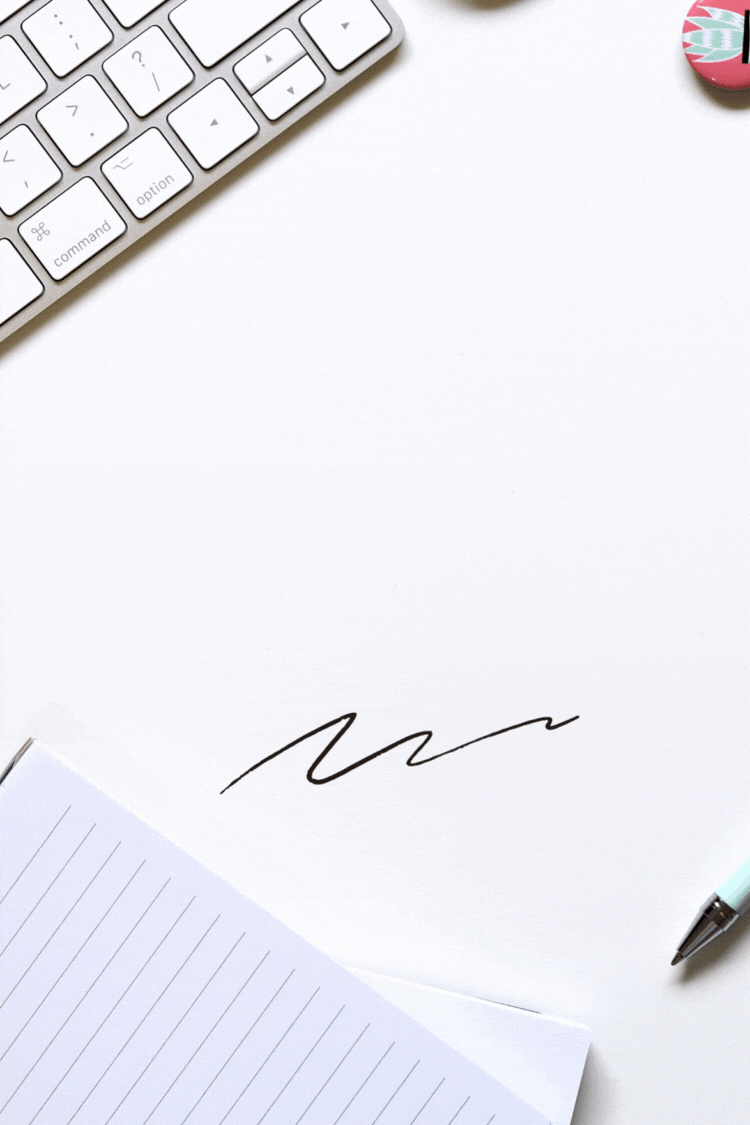 : ;
? /
L
> .
< ,
⌥ option
⌘ command